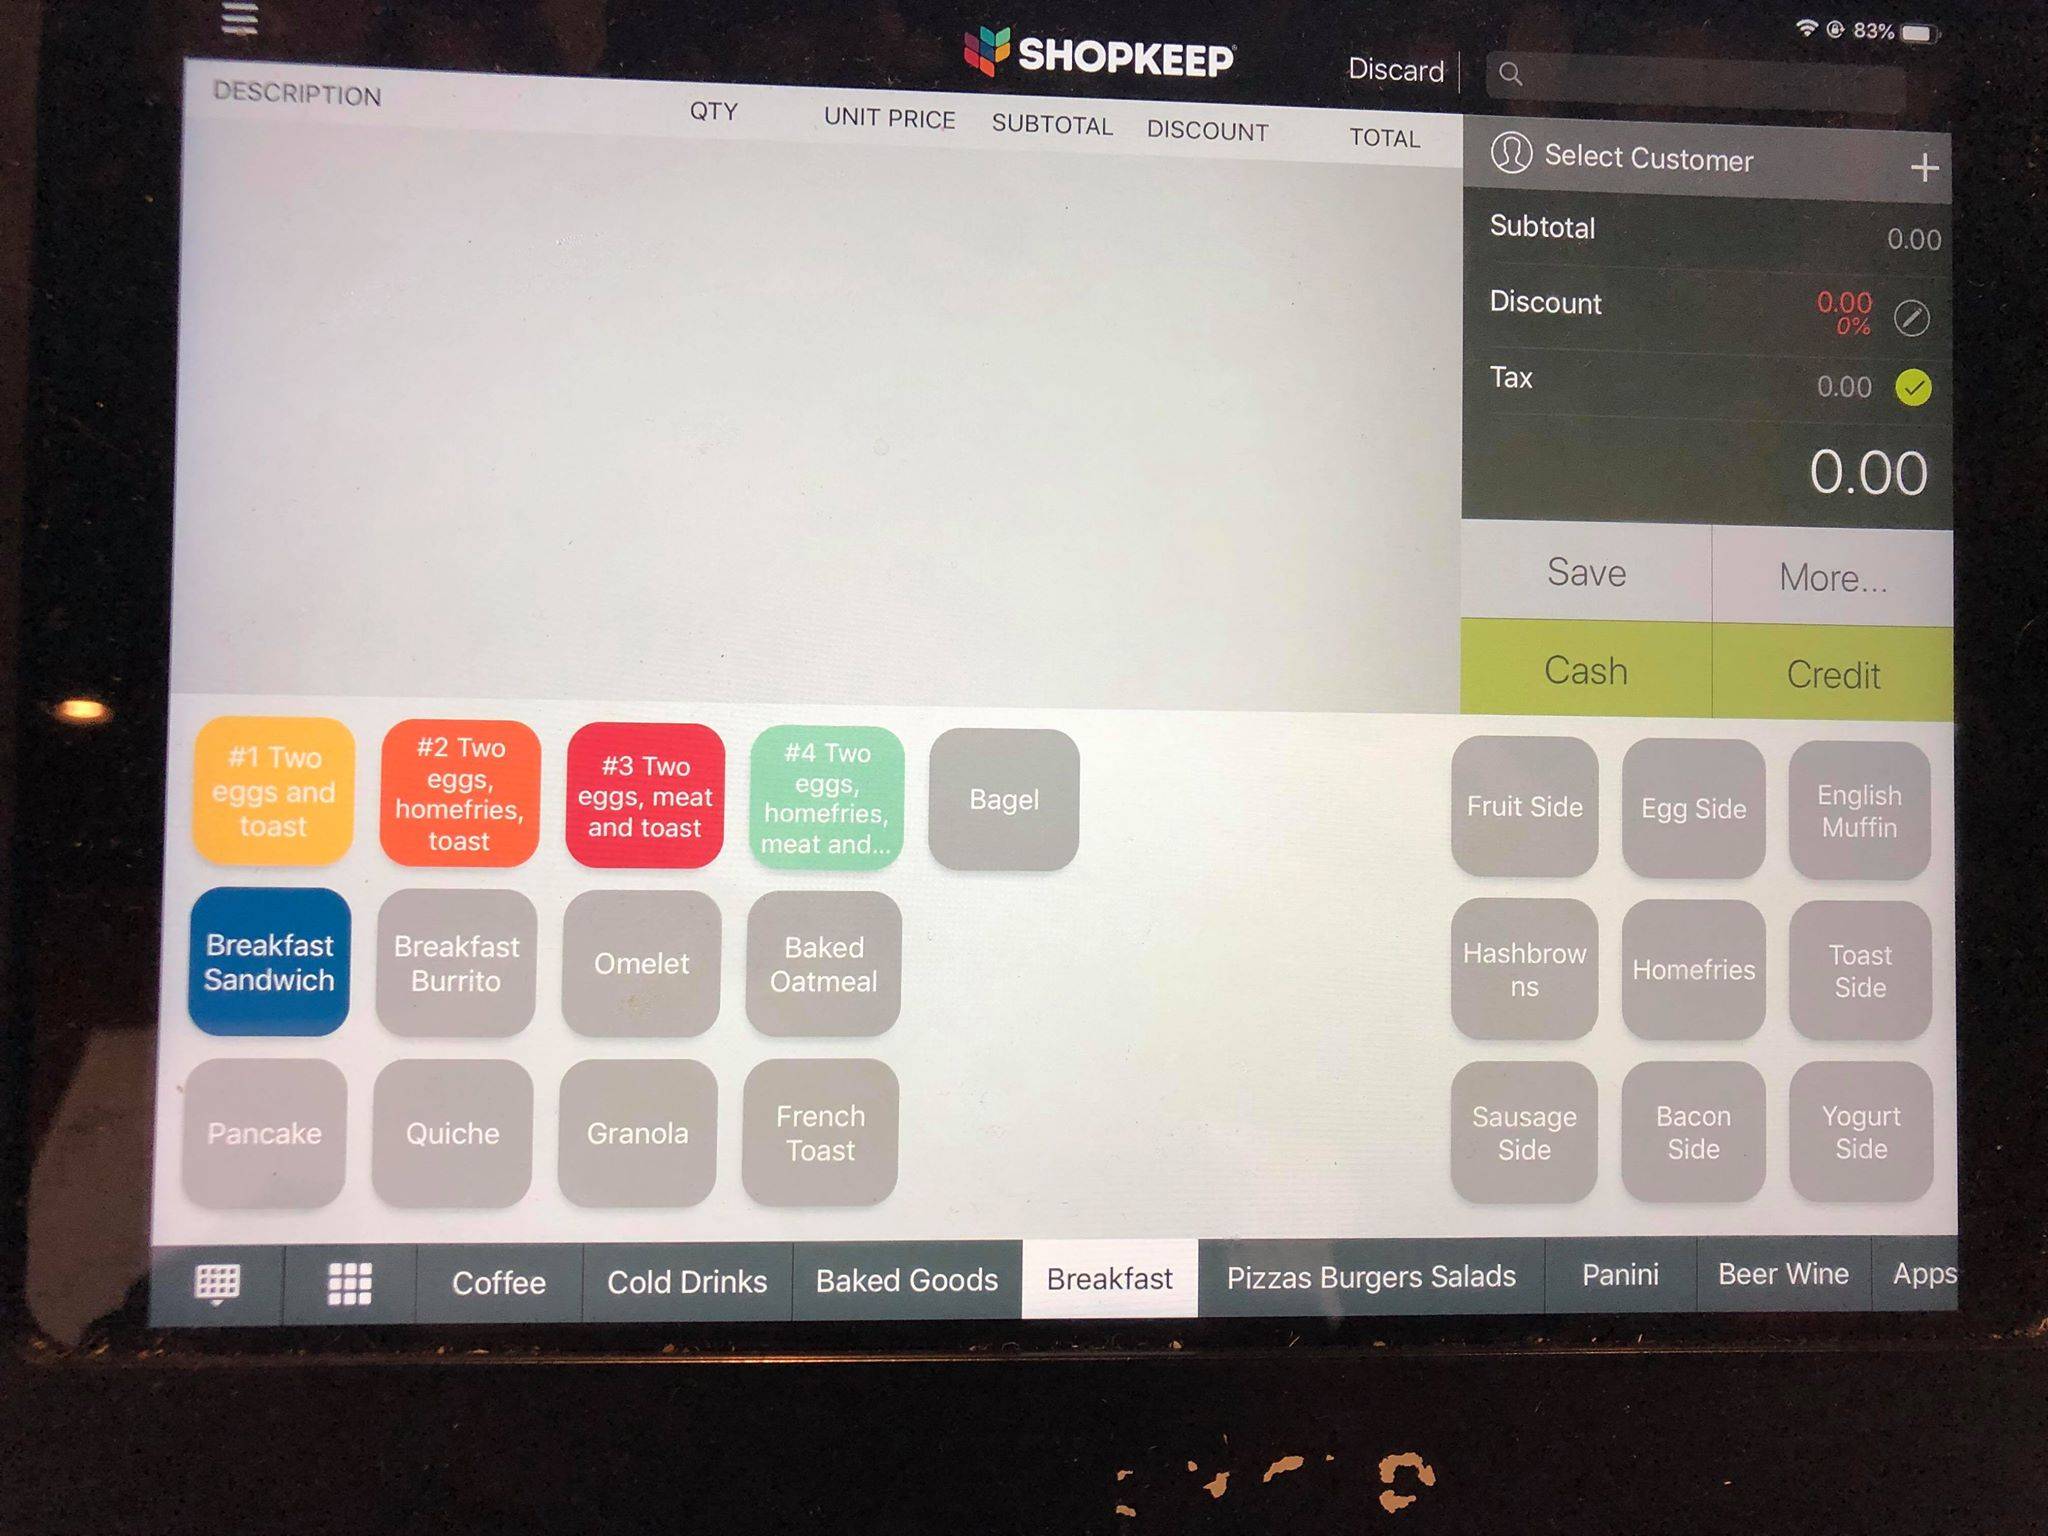 SHOPKEEP
Discard
83%
DESCRIPTION
QTY
UNIT PRICE
SUBTOTAL
DISCOUNT
TOTAL
Select Customer
+
Subtotal
0.00
Discount
0.00
0%
Tax
0.00
0.00
Save
More...
Cash
Credit
#1 Two
eggs and
toast
#2 Two
eggs,
homefries,
toast
#3 Two
eggs, meat
and toast
#4 Two
eggs,
homefries,
meat and...
Bagel
Fruit Side
Egg Side
English
Muffin
Breakfast
Sandwich
Breakfast
Burrito
Omelet
Baked
Oatmeal
Hashbrow
ns
Homefries
Toast
Side
Pancake
Quiche
Granola
French
Toast
Sausage
Side
Bacon
Side
Yogurt
Side
Coffee
Cold Drinks
Baked Goods
Breakfast
Pizzas Burgers Salads
Panini
Beer Wine
Apps